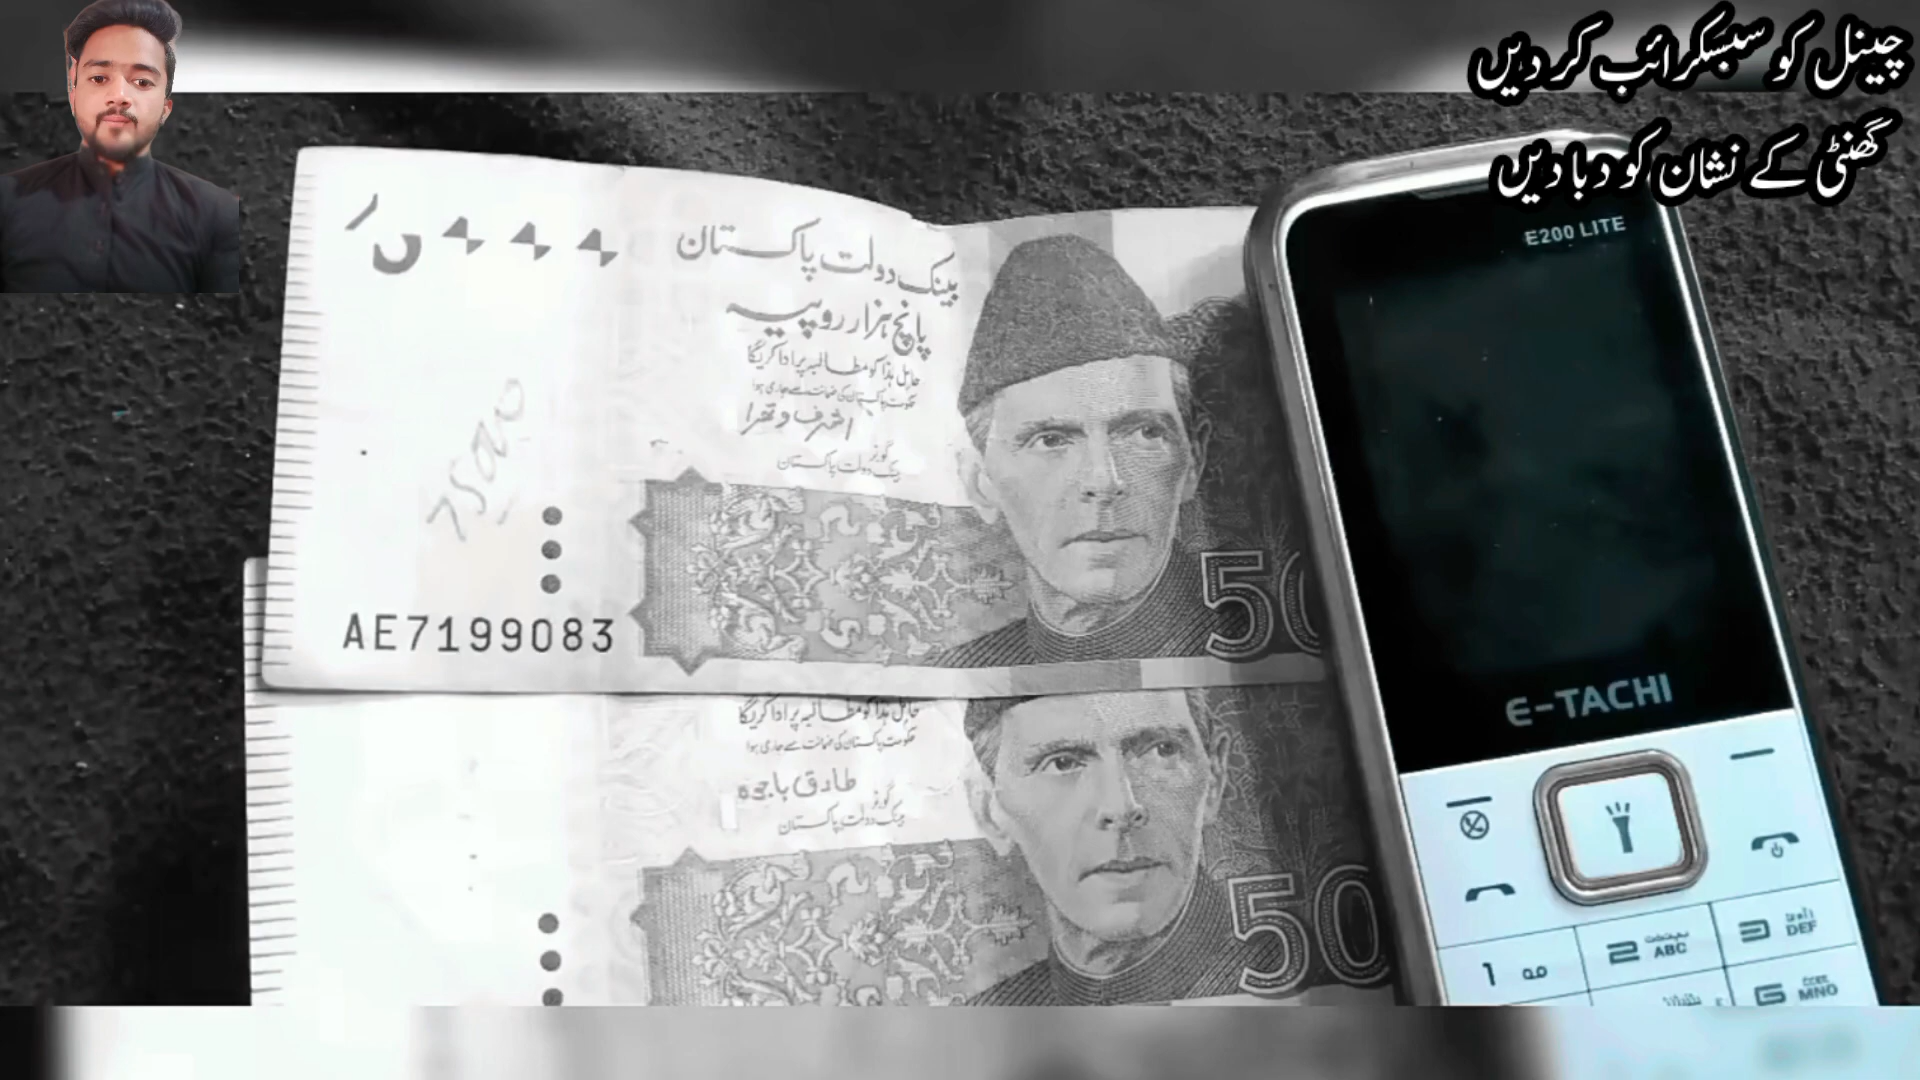 چینل کو سبسکرائب کر دیں
گھنٹی کے نشان کو دبا دیں
E200 LITE
بینک دولت پاکستان
پانچ ہزار روپیہ
حامل ہذا کو مطالبہ پر ادا کریگا
حکومتِ پاکستان کی ضمانت سے جاری ہوا
اشرف وتھرا
گورنر
بینک دولت پاکستان
75000
AE7199083
50
حامل ہذا کو مطالبہ پر ادا کریگا
حکومتِ پاکستان کی ضمانت سے جاری ہوا
طارق باجوہ
گورنر
بینک دولت پاکستان
50
E-TACHI
1
2 ABC
3 DEF
6 MNO